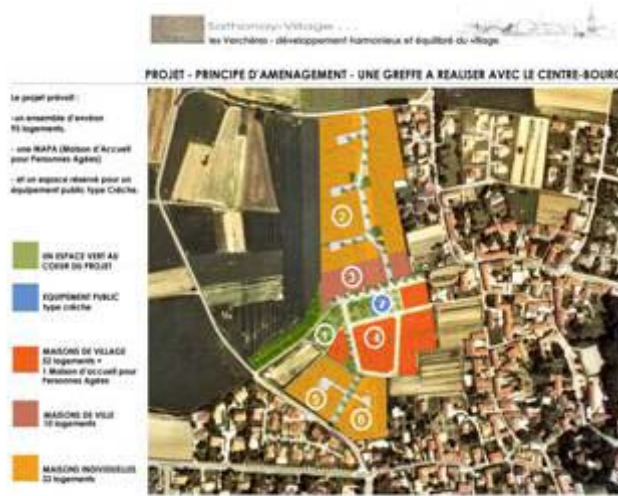 Sathonay-Village . . .
les Verchères - développement harmonieux et équilibré du village
PROJET - PRINCIPE D'AMENAGEMENT - UNE GREFFE A REALISER AVEC LE CENTRE-BOURG
Le projet prévoit :
-un ensemble d'environ
95 logements.
- une MAPA (Maison d'Accueil
pour Personnes Agées)
- et un espace réservé pour un
équipement public type Crèche.
UN ESPACE VERT AU
COEUR DU PROJET
EQUIPEMENT PUBLIC
type crèche
MAISONS DE VILLAGE
52 logements +
1 Maison d'accueil pour
Personnes Agées
MAISONS DE VILLE
10 logements
MAISONS INDIVIDUELLES
33 logements
3
4
5
6